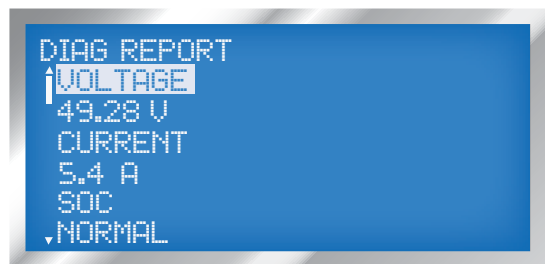 DIAG REPORT
VOLTAGE
49.28 V
CURRENT
5.4 A
SOC
NORMAL